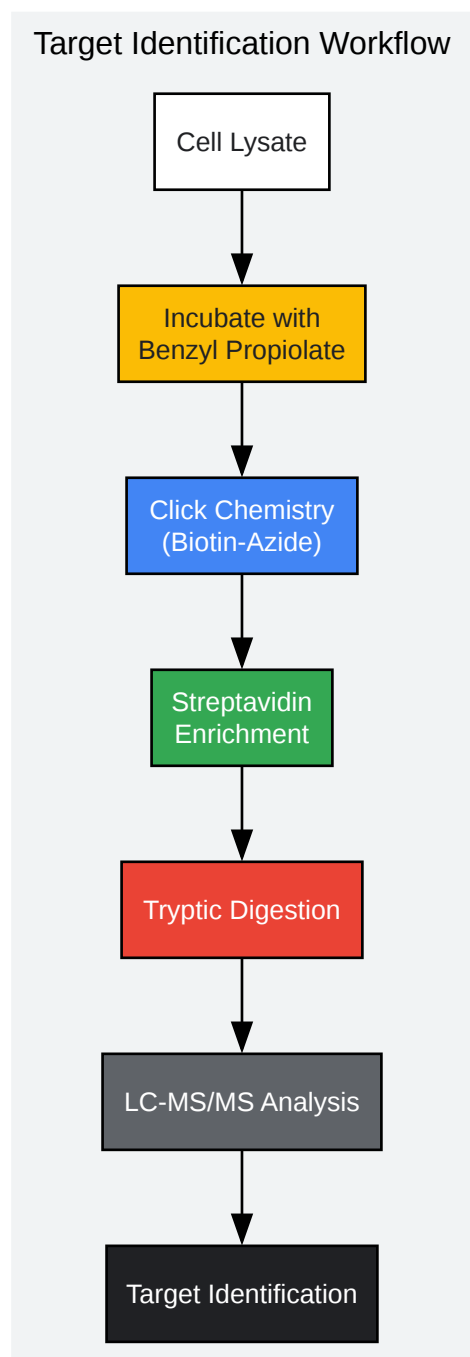 Target Identification Workflow
Cell Lysate
Incubate with
Benzyl Propiolate
Click Chemistry
(Biotin-Azide)
Streptavidin
Enrichment
Tryptic Digestion
LC-MS/MS Analysis
Target Identification